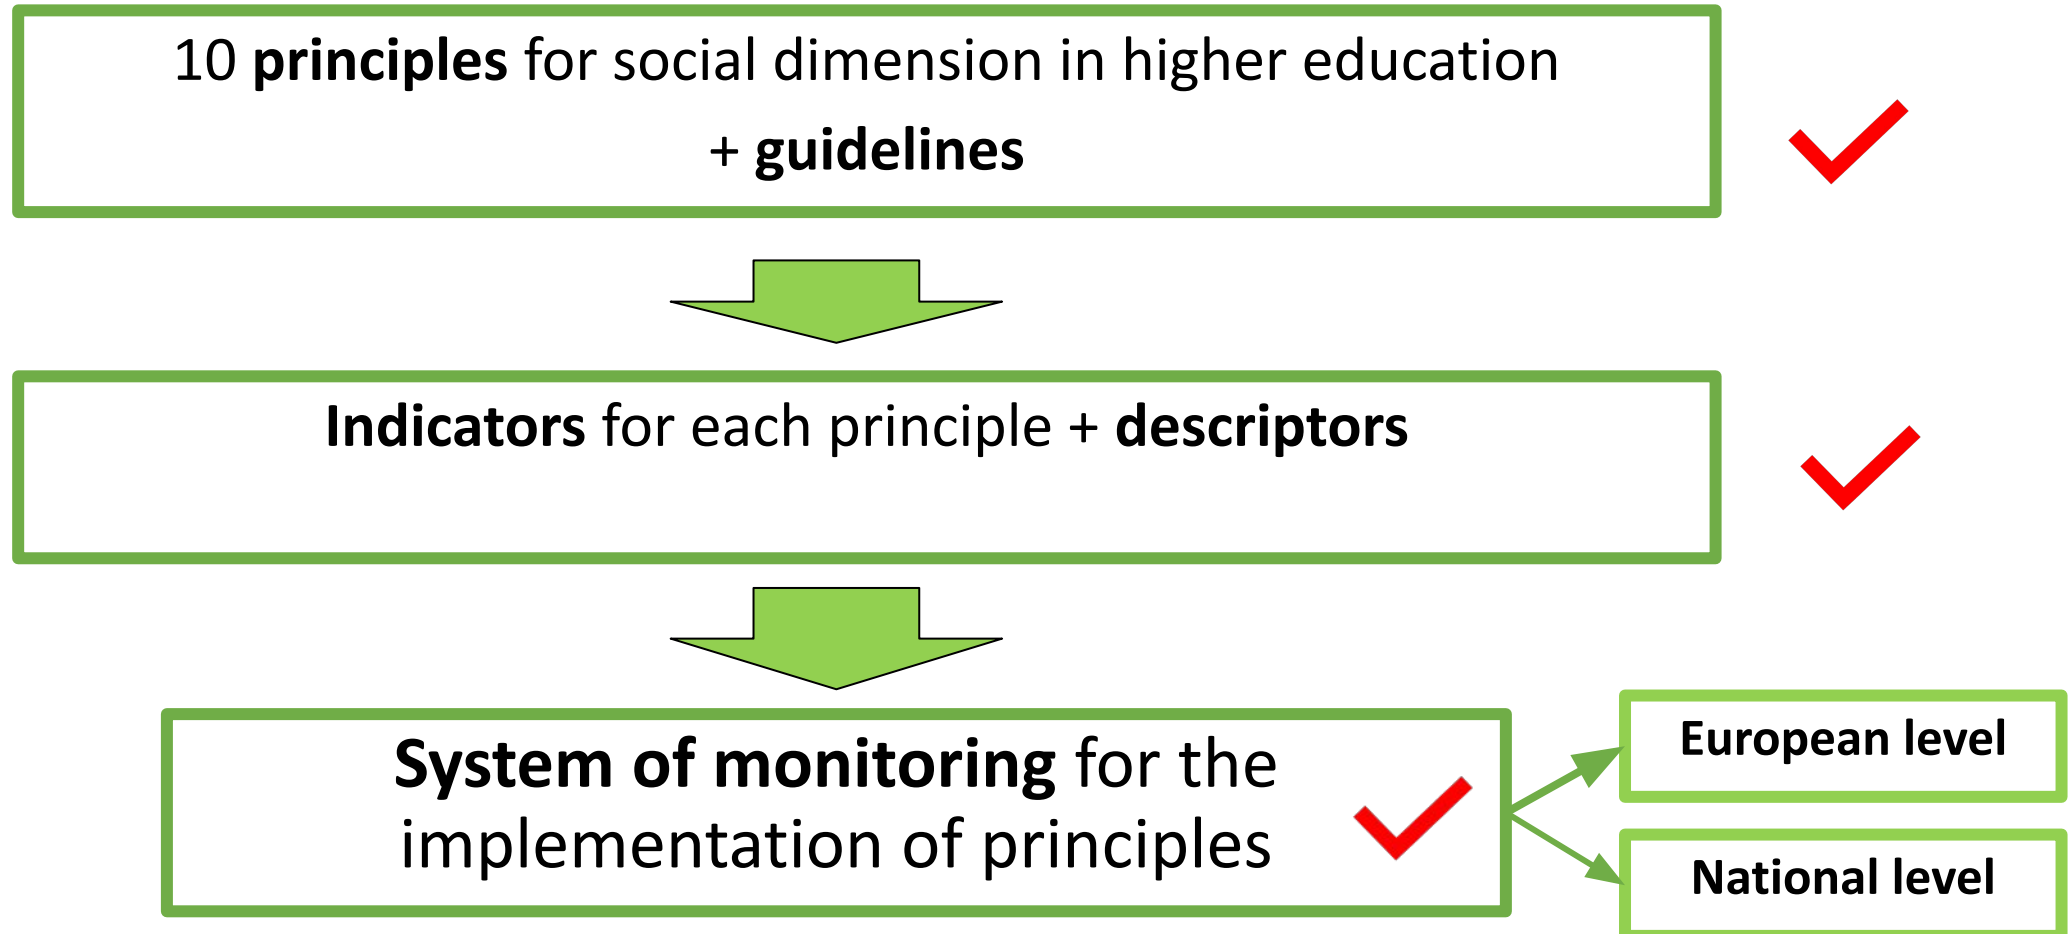 10 principles for social dimension in higher education
+ guidelines
Indicators for each principle + descriptors
System of monitoring for the
implementation of principles
European level
National level